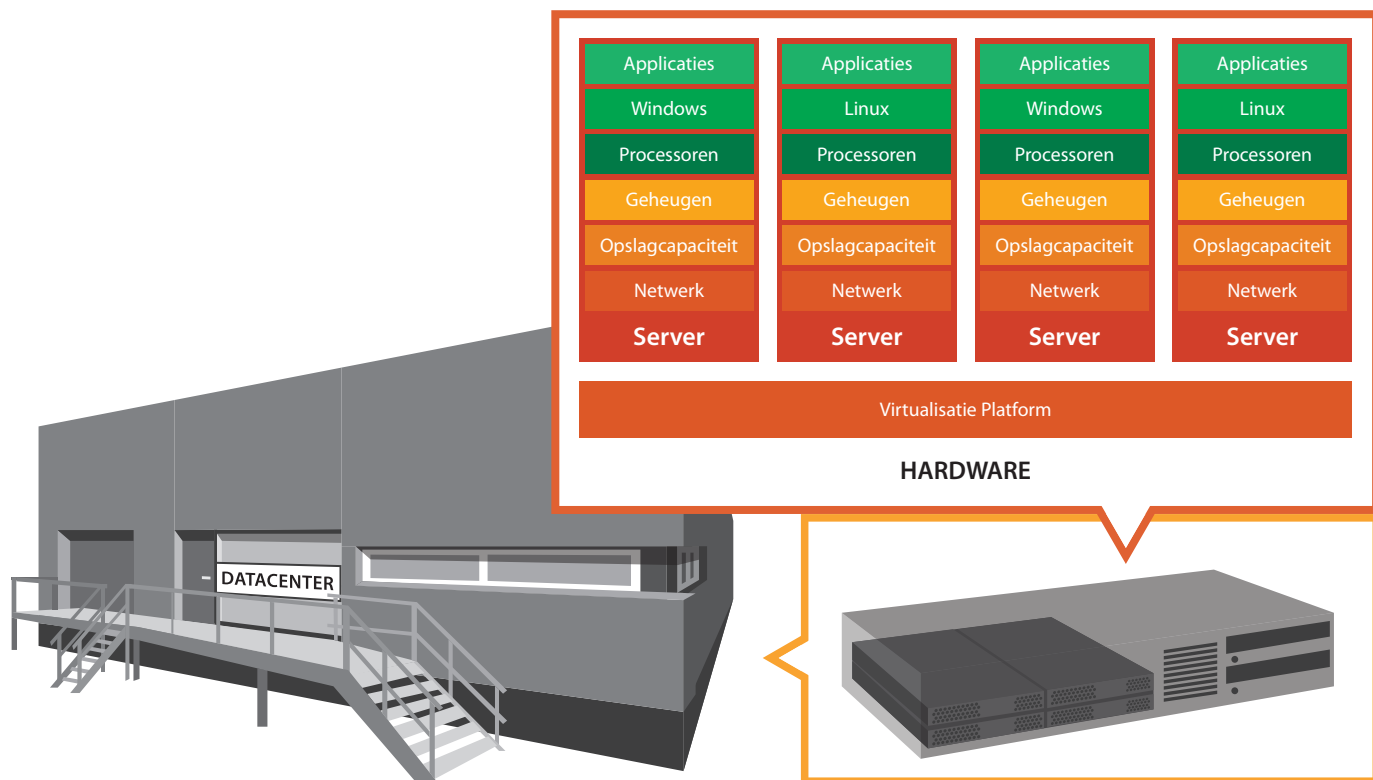 Applicaties Applicaties Applicaties Applicaties
Windows Linux Windows Linux
Processoren Processoren Processoren Processoren
Geheugen Geheugen Geheugen Geheugen
Opslagcapaciteit Opslagcapaciteit Opslagcapaciteit Opslagcapaciteit
Netwerk Netwerk Netwerk Netwerk
Server Server Server Server
Virtualisatie Platform
HARDWARE
DATACENTER